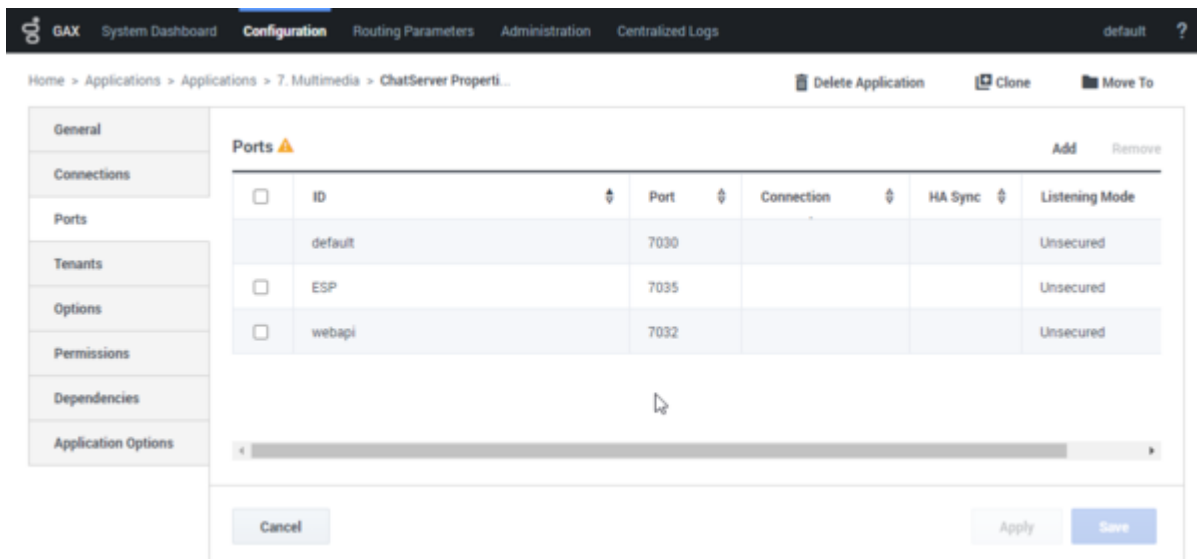 GAX System Dashboard Configuration Routing Parameters Administration Centralized Logs default ?
Home > Applications > Applications > 7. Multimedia > ChatServer Properti... Delete Application Clone Move To
General
Connections
Ports
Tenants
Options
Permissions
Dependencies
Application Options
Ports Add Remove
ID Port Connection HA Sync Listening Mode
default 7030 Unsecured
ESP 7035 Unsecured
webapi 7032 Unsecured
Cancel Apply Save